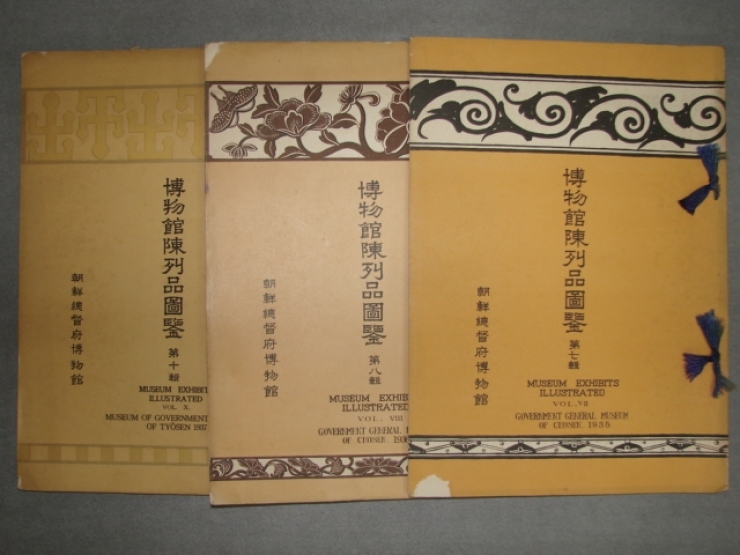 博物館陳列品圖鑒 第十輯
朝鮮總督府博物館
MUSEUM EXHIBITS
ILLUSTRATED
VOL. X.
MUSEUM OF GOVERNMENT
OF TYŌSEN 1937
博物館陳列品圖鑒 第八輯
朝鮮總督府博物館
MUSEUM EXHIBITS
ILLUSTRATED
VOL. VIII
GOVERNMENT GENERAL
OF CHOSEN.
博物館陳列品圖鑒 第七輯
朝鮮總督府博物館
MUSEUM EXHIBITS
ILLUSTRATED
VOL. VII
GOVERNMENT GENERAL MUSEUM
OF CHOSEN. 1935